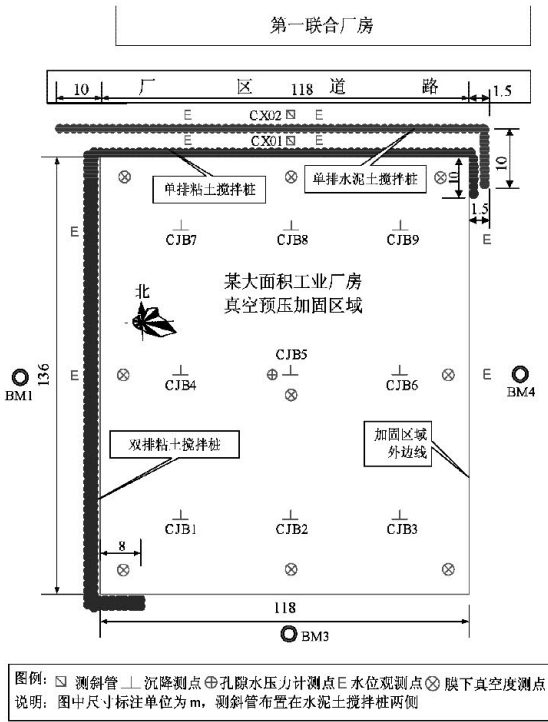 第一联合厂房
厂区道路
10
118
1.5
E
CX02
E
E
CX01
E
10
单排粘土搅拌桩
单排水泥土搅拌桩
10
1.5
E
E
CJB7
CJB8
CJB9
某大面积工业厂房
真空预压加固区域
北
136
BM1
E
CJB4
CJB5
CJB6
E
BM4
双排粘土搅拌桩
加固区域
外边线
CJB1
CJB2
CJB3
8
118
BM3
图例: 测斜管 沉降测点 孔隙水压力计测点 E 水位观测点 膜下真空度测点
说明: 图中尺寸标注单位为m,测斜管布置在水泥土搅拌桩两侧